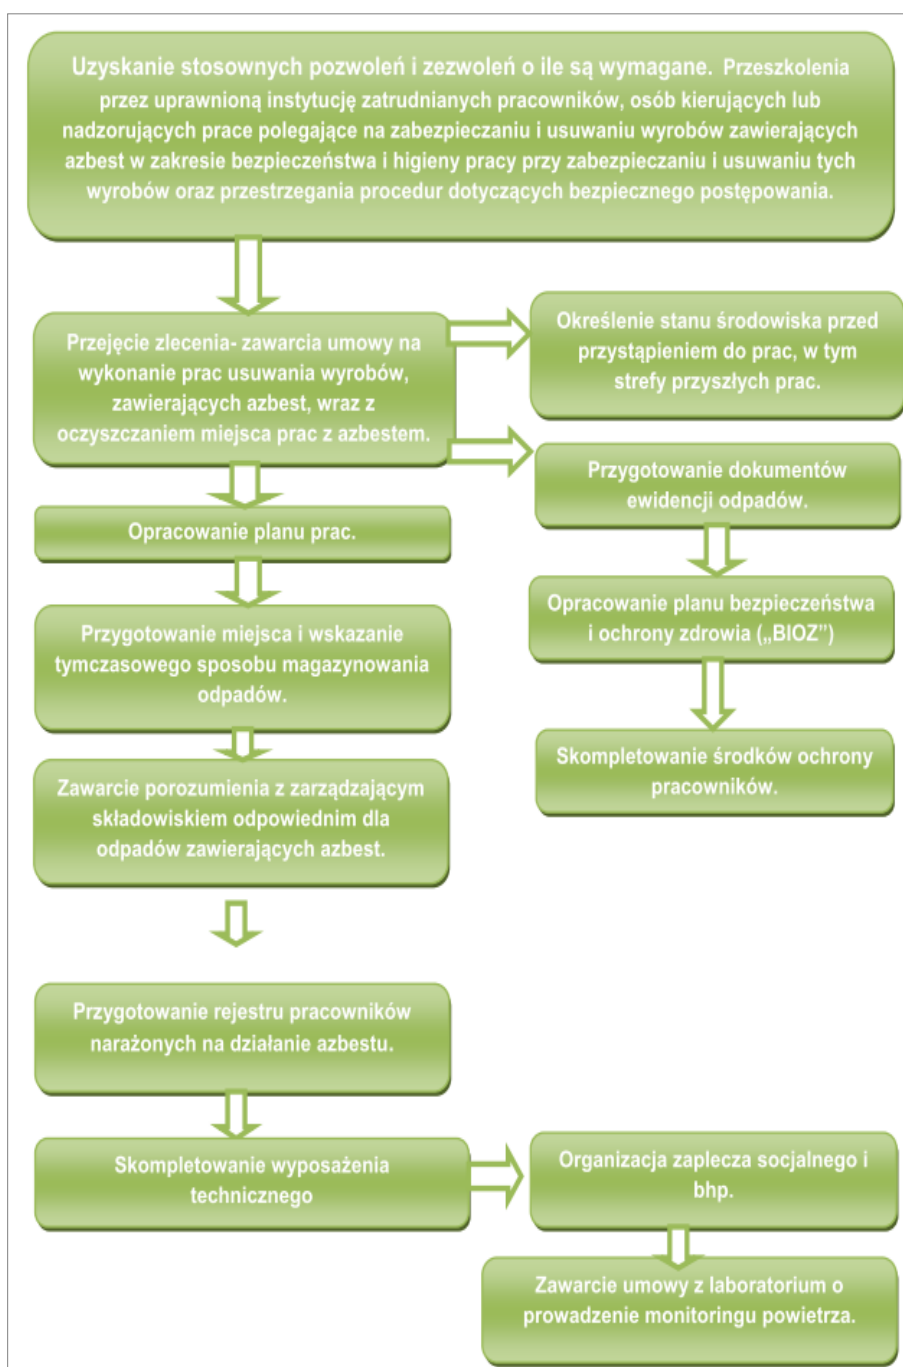 Uzyskanie stosownych pozwoleń i zezwoleń o ile są wymagane. Przeszkolenia
przez uprawnioną instytucję zatrudnianych pracowników, osób kierujących lub
nadzorujących prace polegające na zabezpieczaniu i usuwaniu wyrobów zawierających
azbest w zakresie bezpieczeństwa i higieny pracy przy zabezpieczaniu i usuwaniu tych
wyrobów oraz przestrzegania procedur dotyczących bezpiecznego postępowania.
Przejęcie zlecenia- zawarcia umowy na
wykonanie prac usuwania wyrobów,
zawierających azbest, wraz z
oczyszczaniem miejsca prac z azbestem.
Określenie stanu środowiska przed
przystąpieniem do prac, w tym
strefy przyszłych prac.
Przygotowanie dokumentów
ewidencji odpadów.
Opracowanie planu prac.
Opracowanie planu bezpieczeństwa
i ochrony zdrowia („BIOZ”)
Przygotowanie miejsca i wskazanie
tymczasowego sposobu magazynowania
odpadów.
Skompletowanie środków ochrony
pracowników.
Zawarcie porozumienia z zarządzającym
składowiskiem odpowiednim dla
odpadów zawierających azbest.
Przygotowanie rejestru pracowników
narażonych na działanie azbestu.
Skompletowanie wyposażenia
technicznego
Organizacja zaplecza socjalnego i
bhp.
Zawarcie umowy z laboratorium o
prowadzenie monitoringu powietrza.